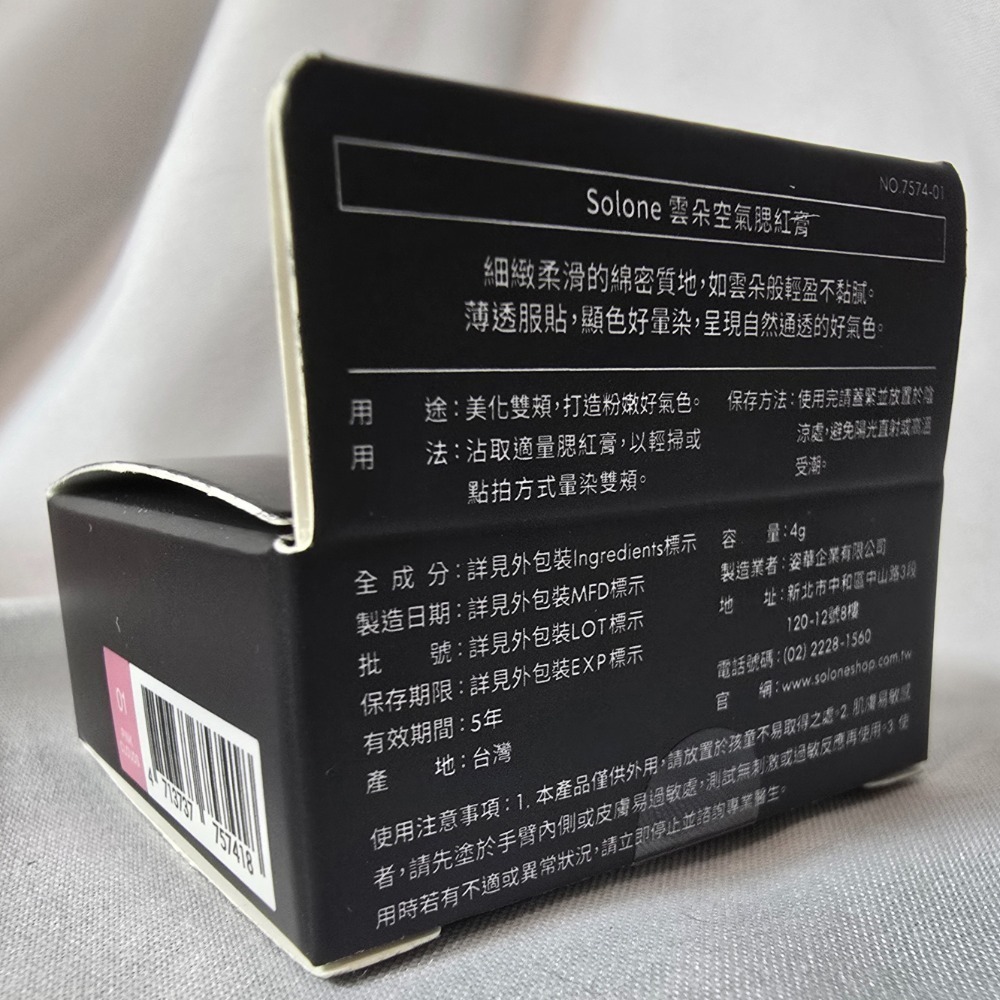 NO.7574-01
Solone 雲朵空氣腮紅膏
細緻柔滑的綿密質地，如雲朵般輕盈不黏膩。
薄透服貼，顯色好暈染，呈現自然通透的好氣色。
用 途：美化雙頰，打造粉嫩好氣色。
用 法：沾取適量腮紅膏，以輕掃或
點拍方式暈染雙頰。
保存方法：使用完請蓋緊並放置於陰
涼處，避免陽光直射或高溫
受潮。
全 成 分：詳見外包裝Ingredients標示
製造日期：詳見外包裝MFD標示
批 號：詳見外包裝LOT標示
保存期限：詳見外包裝EXP標示
有效期間：5年
產 地：台灣
容 量：4g
製造業者：姿華企業有限公司
地 址：新北市中和區中山路3段
120-12號8樓
電話號碼：(02) 2228-1560
官 網：www.soloneshop.com.tw
使用注意事項：1. 本產品僅供外用，請放置於孩童不易取得之處。2. 肌膚易敏感
者，請先塗於手臂內側或皮膚易過敏處，測試無刺激或過敏反應再使用。3. 使
用時若有不適或異常狀況，請立即停止並諮詢專業醫生。
01
PINK
CLOUDS
4 713737 757418